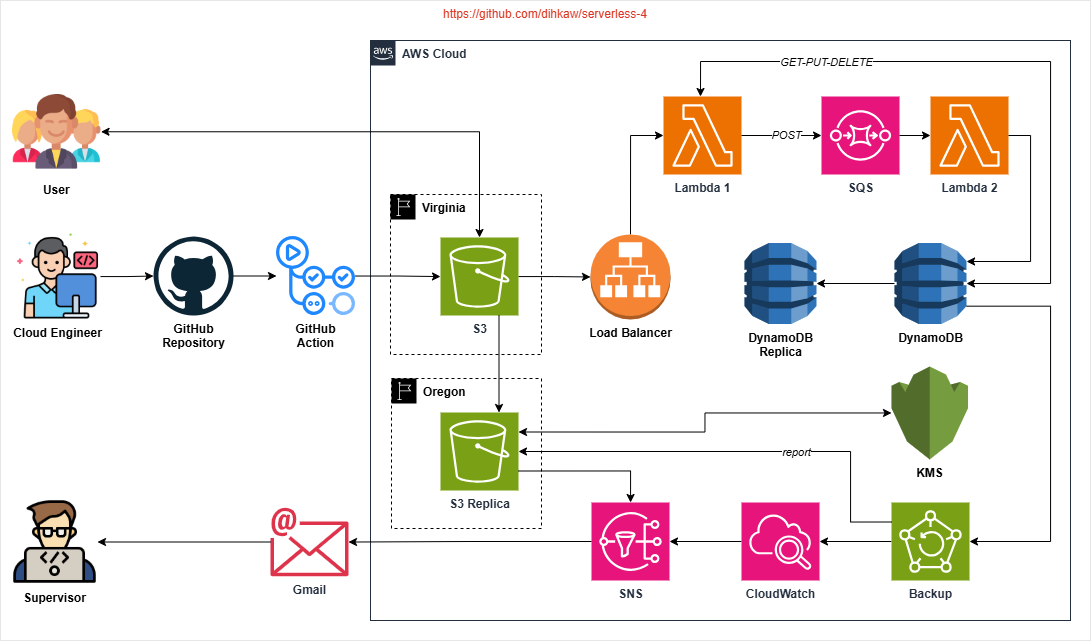 https://github.com/dihkaw/serverless-4
aws
AWS Cloud
GET-PUT-DELETE
POST
User
Lambda 1
SQS
Lambda 2
Virginia
Cloud Engineer
GitHub
Repository
GitHub
Action
S3
Load Balancer
DynamoDB
Replica
DynamoDB
Oregon
report
KMS
S3 Replica
@
Supervisor
Gmail
SNS
CloudWatch
Backup